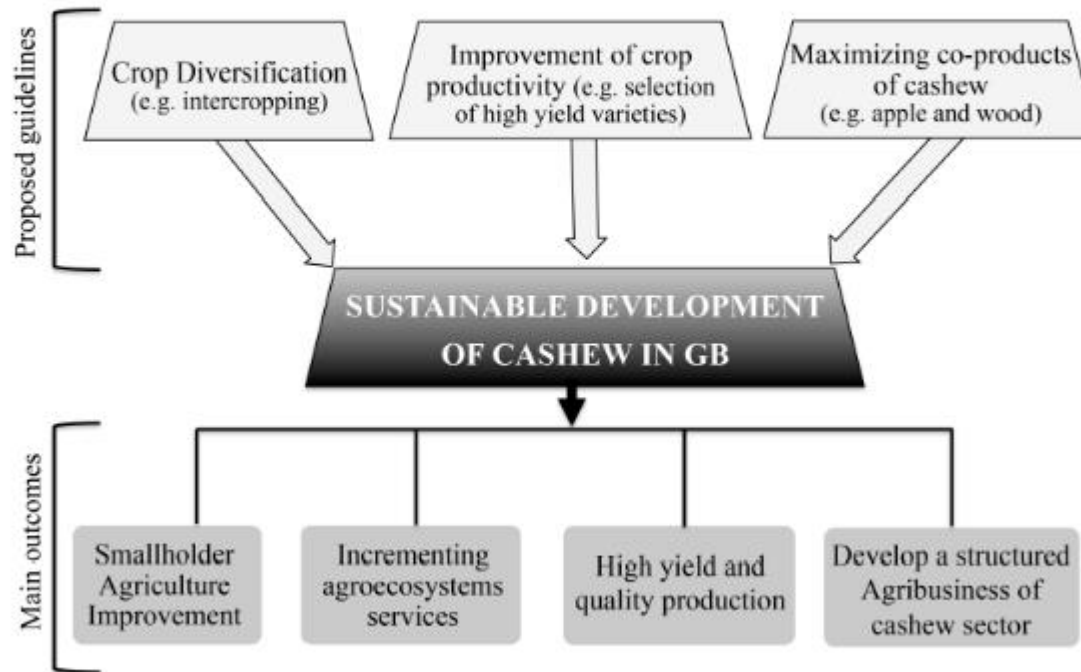 Proposed guidelines
Crop Diversification
(e.g. intercropping)
Improvement of crop
productivity (e.g. selection
of high yield varieties)
Maximizing co-products
of cashew
(e.g. apple and wood)
SUSTAINABLE DEVELOPMENT
OF CASHEW IN GB
Main outcomes
Smallholder
Agriculture
Improvement
Incrementing
agroecosystems
services
High yield and
quality production
Develop a structured
Agribusiness of
cashew sector